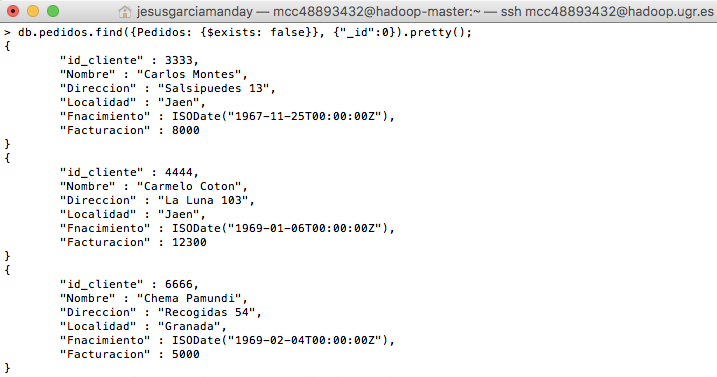 jesusgarciamanday — mcc48893432@hadoop-master:~ — ssh mcc48893432@hadoop.ugr.es
> db.pedidos.find({Pedidos: {$exists: false}}, {"_id":0}).pretty();
{
        "id_cliente" : 3333,
        "Nombre" : "Carlos Montes",
        "Direccion" : "Salsipuedes 13",
        "Localidad" : "Jaen",
        "Fnacimiento" : ISODate("1967-11-25T00:00:00Z"),
        "Facturacion" : 8000
}
{
        "id_cliente" : 4444,
        "Nombre" : "Carmelo Coton",
        "Direccion" : "La Luna 103",
        "Localidad" : "Jaen",
        "Fnacimiento" : ISODate("1969-01-06T00:00:00Z"),
        "Facturacion" : 12300
}
{
        "id_cliente" : 6666,
        "Nombre" : "Chema Pamundi",
        "Direccion" : "Recogidas 54",
        "Localidad" : "Granada",
        "Fnacimiento" : ISODate("1969-02-04T00:00:00Z"),
        "Facturacion" : 5000
}